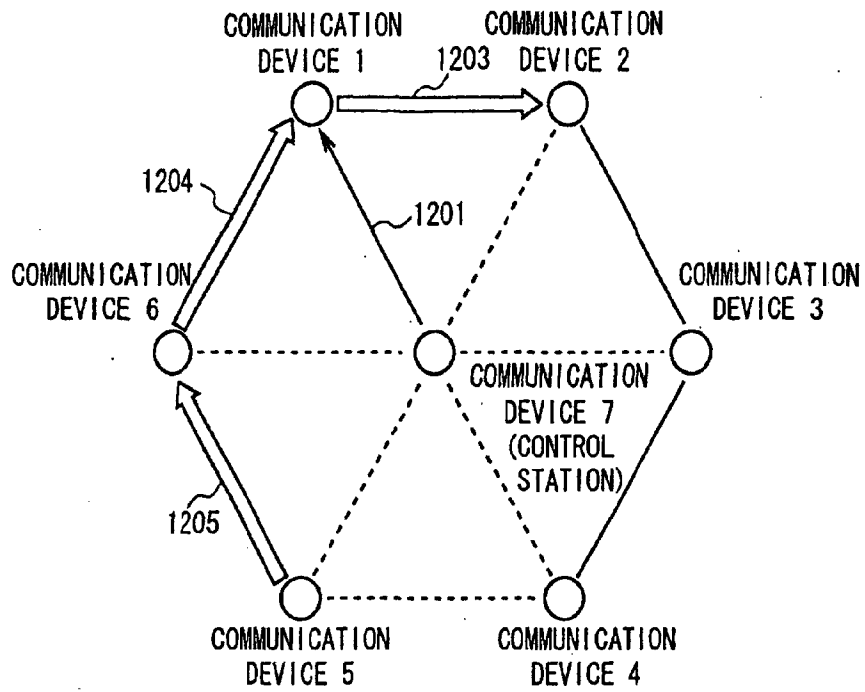 COMMUNICATION
DEVICE 1
COMMUNICATION
DEVICE 2
1203
1204
1201
COMMUNICATION
DEVICE 6
COMMUNICATION
DEVICE 3
COMMUNICATION
DEVICE 7
(CONTROL
STATION)
1205
COMMUNICATION
DEVICE 5
COMMUNICATION
DEVICE 4